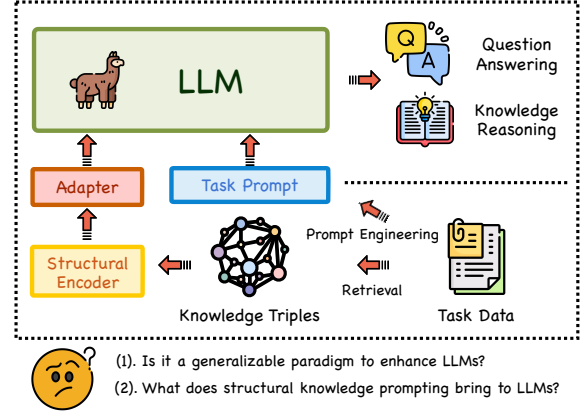 LLM
Q
A
Question
Answering
Knowledge
Reasoning
Adapter
Task Prompt
Prompt Engineering
Structural
Encoder
Retrieval
Knowledge Triples
Task Data
?
(1). Is it a generalizable paradigm to enhance LLMs?
(2). What does structural knowledge prompting bring to LLMs?